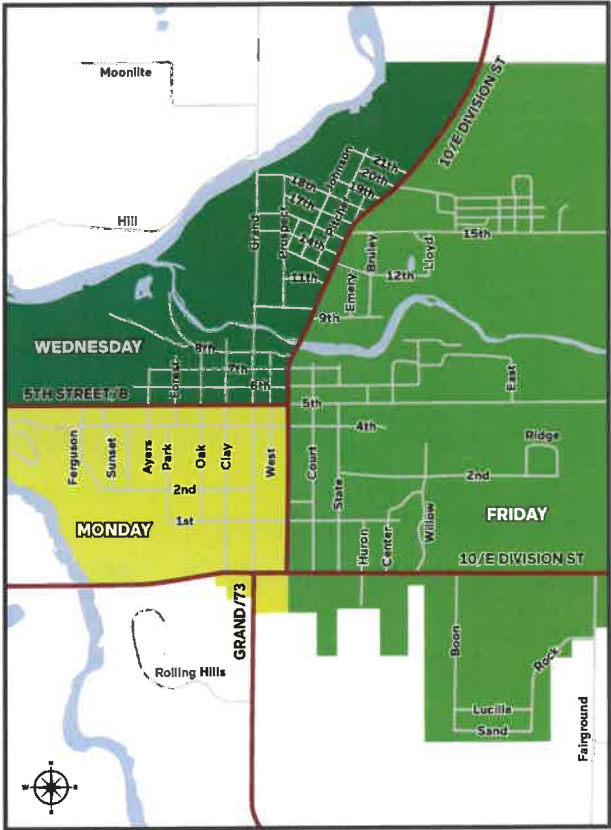 Moonlite
10/E DIVISION ST
Johnson
21th
20th
19th
18th
17th
Pitcher
Hill
Grand
Prospect
14th
15th
Bruley
Lloyd
11th
12th
Emery
9th
WEDNESDAY
8th
7th
Forest
6th
East
5TH STREET/B
5th
4th
Ferguson
Sunset
Ayers
Park
Oak
Clay
West
Court
State
Ridge
2nd
2nd
1st
MONDAY
Huron
Center
Willow
FRIDAY
10/E DIVISION ST
GRAND/73
Rolling Hills
Boon
Rock
Lucille
Sand
Fairground
N
W
S